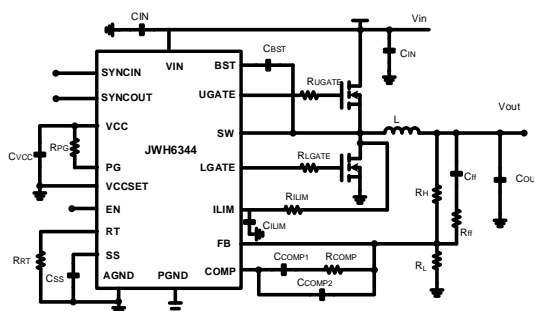 CIN
Vin
VIN
CBST
CIN
SYNCIN
BST
RUGATE
SYNCOUT
UGATE
L
Vout
VCC
SW
JWH6344
RLGATE
CVCC
RPG
LGATE
PG
Cff
COU
VCCSET
RILIM
RH
EN
ILIM
CILIM
Rff
RT
FB
RRT
SS
CCOMP1
RCOMP
RL
CSS
COMP
AGND
PGND
CCOMP2